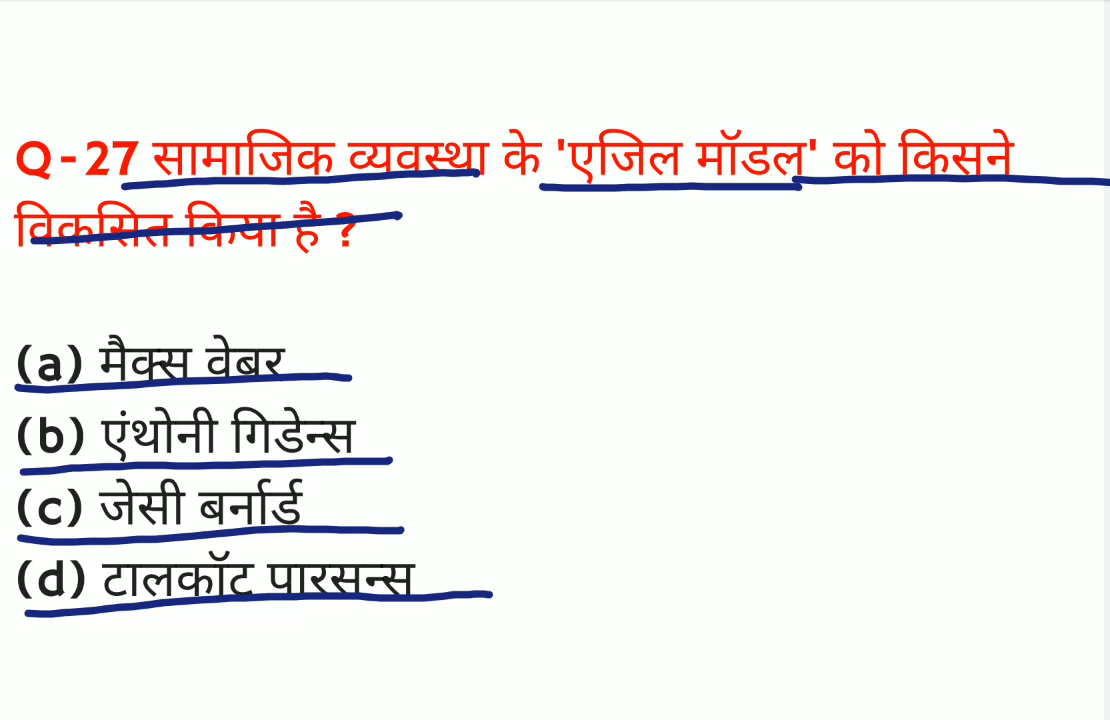 Q-27 सामाजिक व्यवस्था के 'एजिल मॉडल' को किसने
विकसित किया है ?
(a) मैक्स वेबर
(b) एंथोनी गिडेन्स
(c) जेसी बर्नार्ड
(d) टालकॉट पारसन्स